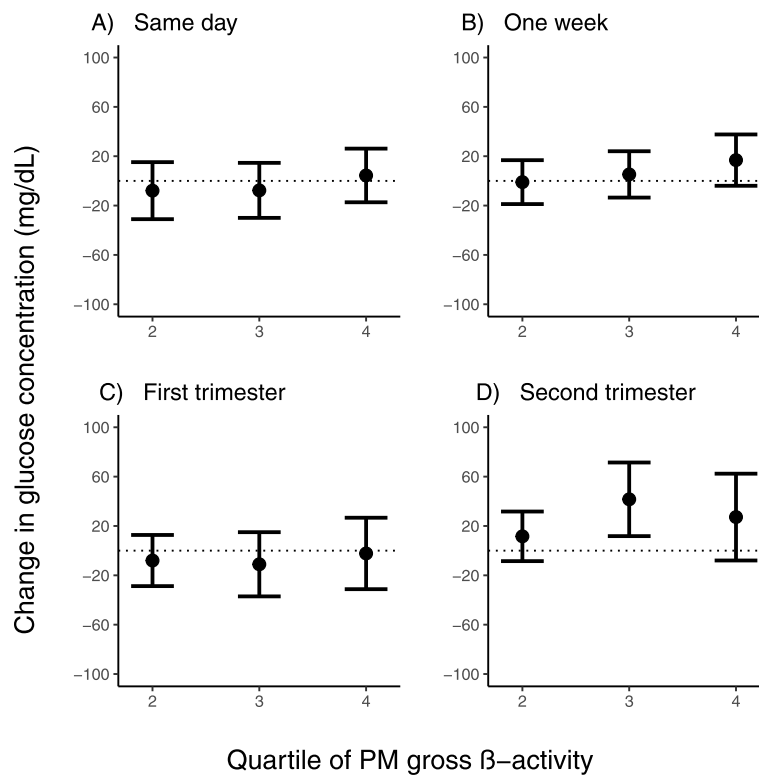 A) Same day
B) One week
Change in glucose concentration (mg/dL)
100
60
20
−20
−60
−100
2 3 4
100
60
20
−20
−60
−100
2 3 4
C) First trimester
D) Second trimester
100
60
20
−20
−60
−100
2 3 4
100
60
20
−20
−60
−100
2 3 4
Quartile of PM gross ß−activity